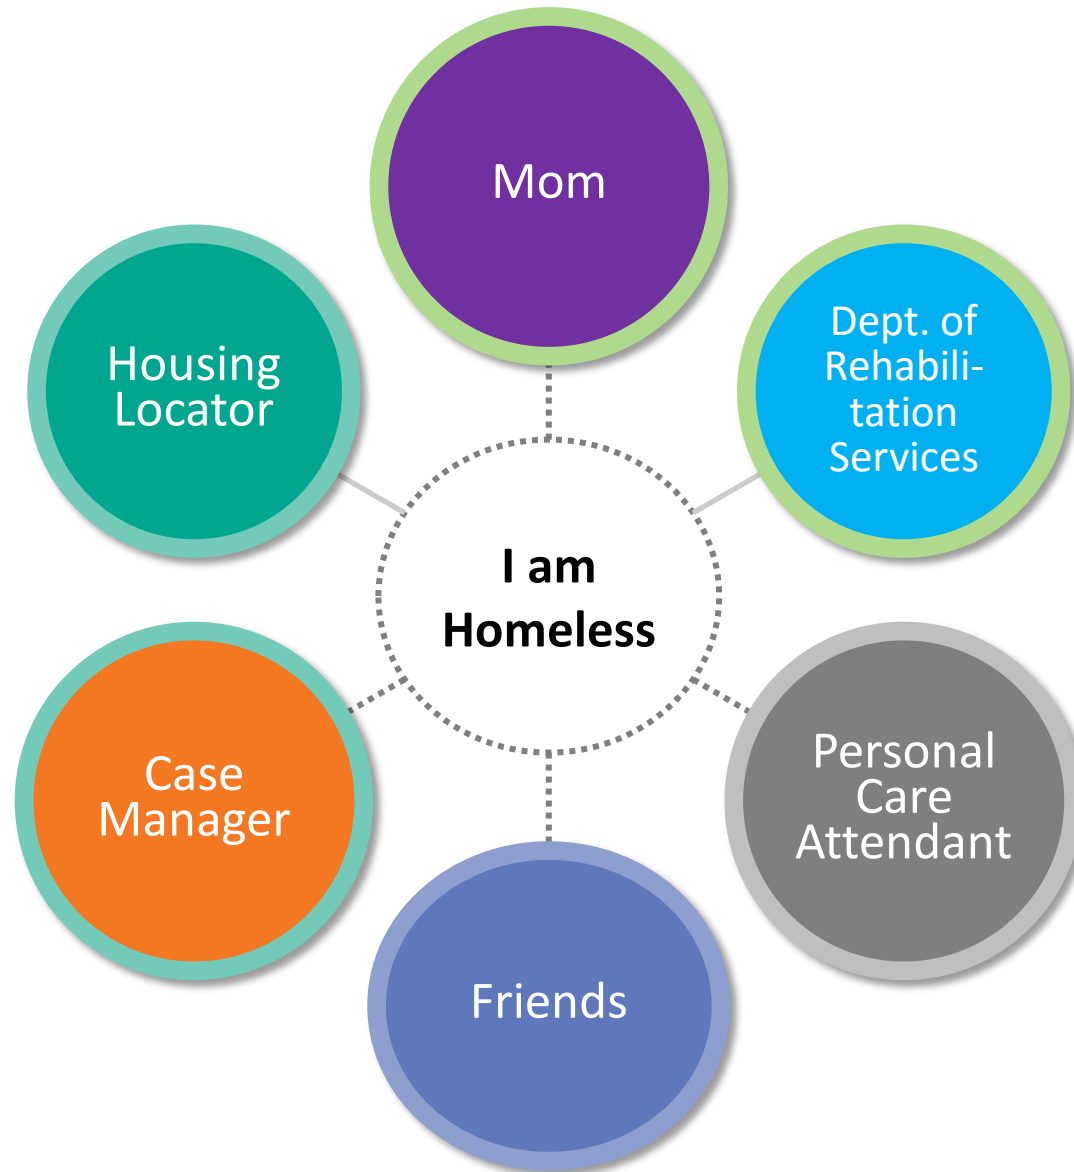 Mom
Housing
Locator
Dept. of
Rehabili-
tation
Services
I am
Homeless
Case
Manager
Personal
Care
Attendant
Friends